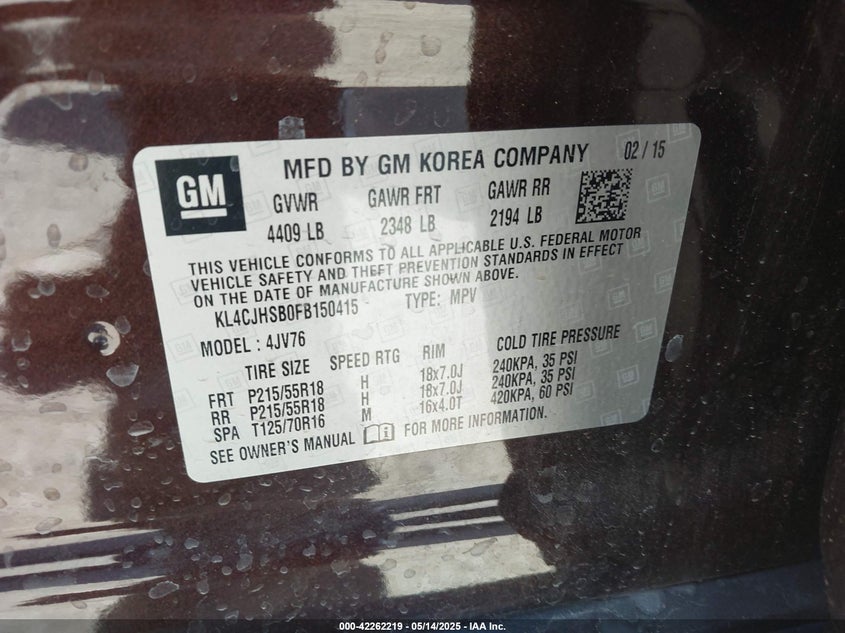 GM
MFD BY GM KOREA COMPANY 02 / 15
GVWR GAWR FRT GAWR RR
4409 LB 2348 LB 2194 LB
THIS VEHICLE CONFORMS TO ALL APPLICABLE U.S. FEDERAL MOTOR
VEHICLE SAFETY AND THEFT PREVENTION STANDARDS IN EFFECT
ON THE DATE OF MANUFACTURE SHOWN ABOVE.
KL4CJHSB0FB150415 TYPE: MPV
MODEL : 4JV76
TIRE SIZE SPEED RTG RIM COLD TIRE PRESSURE
FRT P215/55R18 H 18x7.0J 240KPA, 35 PSI
RR P215/55R18 H 18x7.0J 240KPA, 35 PSI
SPA T125/70R16 M 16x4.0T 420KPA, 60 PSI
SEE OWNER'S MANUAL FOR MORE INFORMATION.
000-42262219 - 05/14/2025 - IAA Inc.